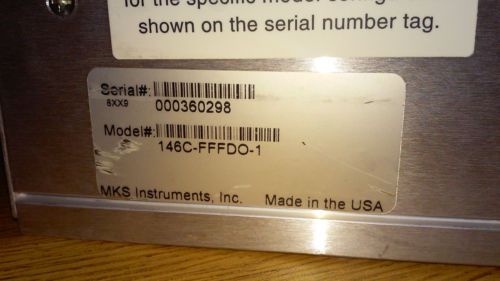 shown on the serial number tag.
Serial#:
8XX9 000360298
Model#:
146C-FFFDO-1
MKS Instruments, Inc. Made in the USA